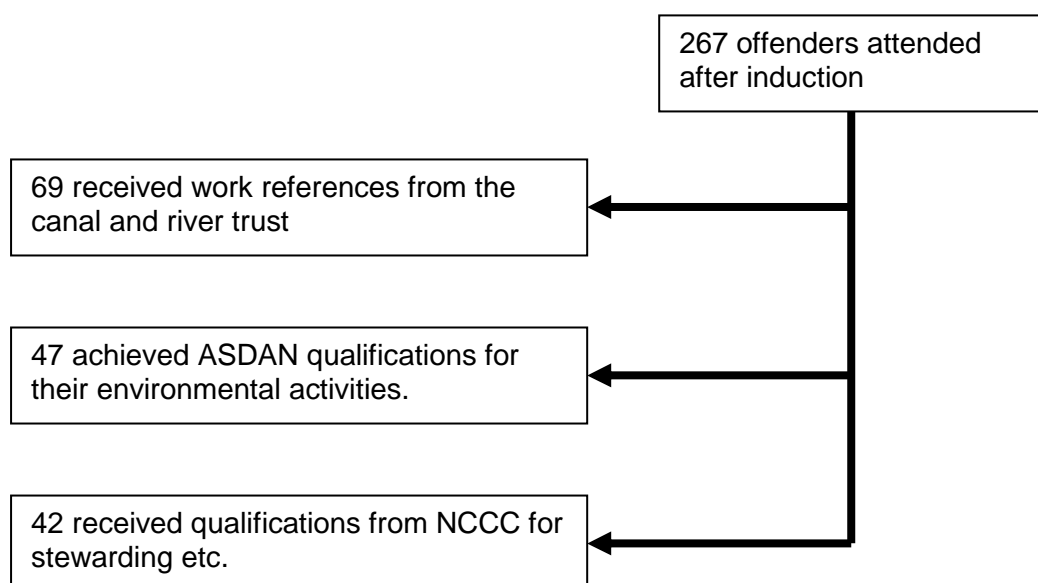 267 offenders attended
after induction
69 received work references from the
canal and river trust
47 achieved ASDAN qualifications for
their environmental activities.
42 received qualifications from NCCC for
stewarding etc.